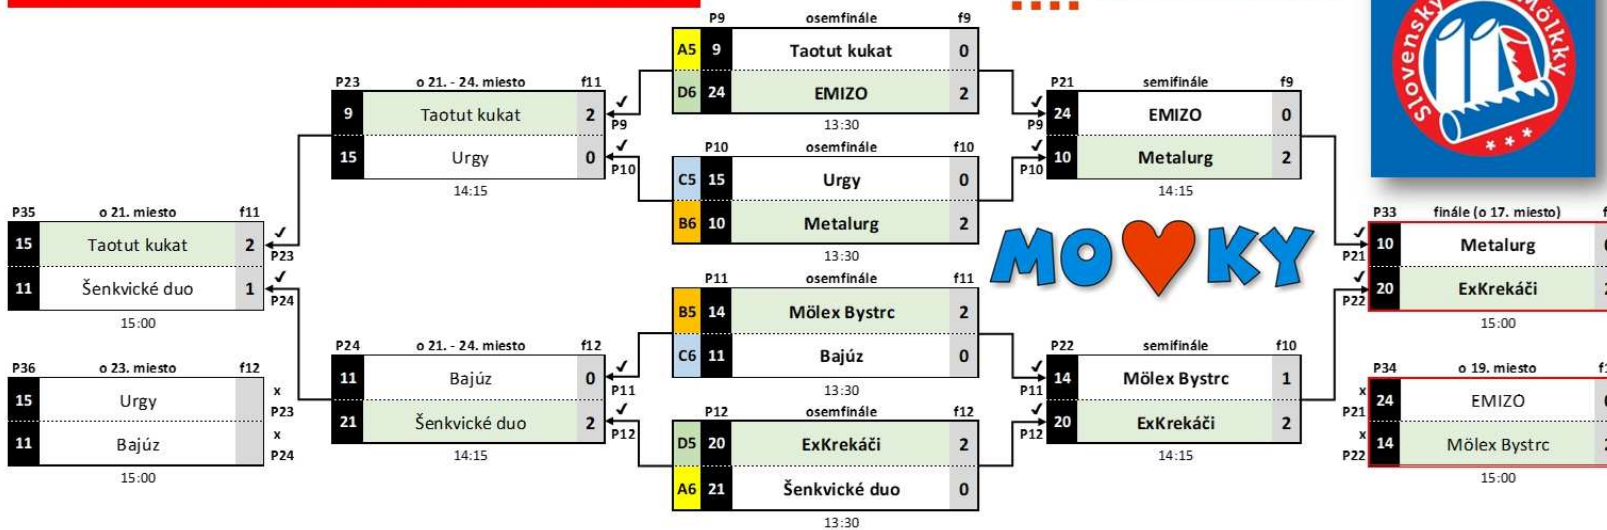 P9 osemfinále f9
A5 9 Taotut kukat 0
D6 24 EMIZO 2
13:30
P10 osemfinále f10
C5 15 Urgy 0
B6 10 Metalurg 2
13:30
P11 osemfinále f11
B5 14 Mölex Bystrc 2
C6 11 Bajúz 0
13:30
P12 osemfinále f12
D5 20 ExKrekáči 2
A6 21 Šenkvické duo 0
13:30
P23 o 21. - 24. miesto f11
9 Taotut kukat 2 ✓ P9
15 Urgy 0 ✓ P10
14:15
P24 o 21. - 24. miesto f12
11 Bajúz 0 ✓ P11
21 Šenkvické duo 2 ✓ P12
14:15
P35 o 21. miesto f11
15 Taotut kukat 2 ✓ P23
11 Šenkvické duo 1 ✓ P24
15:00
P36 o 23. miesto f12
15 Urgy x P23
11 Bajúz x P24
15:00
P21 semifinále f9
✓ P9 24 EMIZO 0
✓ P10 10 Metalurg 2
14:15
P22 semifinále f10
✓ P11 14 Mölex Bystrc 1
✓ P12 20 ExKrekáči 2
14:15
P33 finále (o 17. miesto)
✓ P21 10 Metalurg
✓ P22 20 ExKrekáči
15:00
P34 o 19. miesto
x P21 24 EMIZO
x P22 14 Mölex Bystrc
15:00
MO♥KY
Slovenský Mölkky